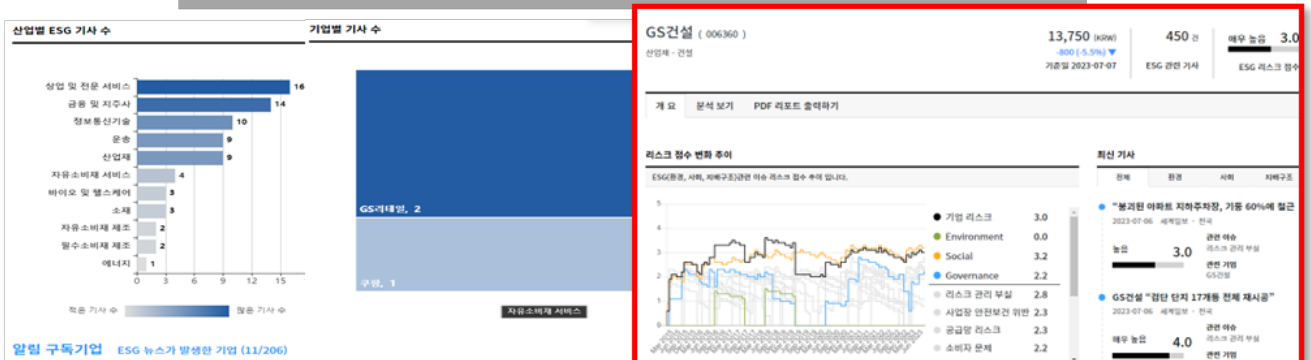 산업별 ESG 기사 수
상업 및 전문 서비스 16
금융 및 지주사 14
정보통신기술 10
운송 9
산업재 9
자유소비재 서비스 4
바이오 및 헬스케어 3
소재 3
자유소비재 제조 2
필수소비재 제조 2
에너지 1
0 3 6 9 12 15
적은 기사 수 많은 기사 수
알림 구독기업 ESG 뉴스가 발생한 기업 (11/206)
기업별 기사 수
GS리테일, 2
쿠팡, 1
자유소비재 서비스
GS건설 ( 006360 )
산업재 - 건설
13,750 (KRW)
-800 (-5.5%) ▼
기준일 2023-07-07
450 건
ESG 관련 기사
매우 높음 3.0
ESG 리스크 점수
개요 분석 보기 PDF 리포트 출력하기
리스크 점수 변화 추이
ESG(환경, 사회, 지배구조)관련 이슈 리스크 점수 추이 입니다.
5
4
3
2
1
0
기업 리스크 3.0
Environment 0.0
Social 3.2
Governance 2.2
리스크 관리 부실 2.8
사업장 안전보건 위반 2.3
공급망 리스크 2.3
소비자 문제 2.2
최신 기사
전체 환경 사회 지배구조
“붕괴된 아파트 지하주차장, 기둥 60%에 철근
2023-07-06 세계일보 · 전국
높음 3.0
관련 이슈
리스크 관리 부실
관련 기업
GS건설
GS건설 “검단 단지 17개동 전체 재시공”
2023-07-06 세계일보 · 전국
매우 높음 4.0
관련 이슈
리스크 관리 부실
관련 기업